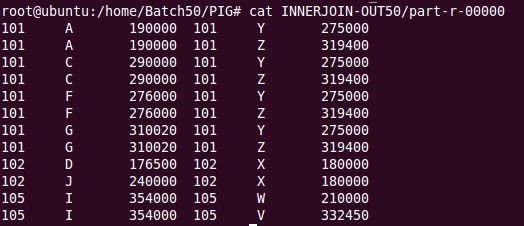 root@ubuntu:/home/Batch50/PIG# cat INNERJOIN-OUT50/part-r-00000
101 A 190000 101 Y 275000
101 A 190000 101 Z 319400
101 C 290000 101 Y 275000
101 C 290000 101 Z 319400
101 F 276000 101 Y 275000
101 F 276000 101 Z 319400
101 G 310020 101 Y 275000
101 G 310020 101 Z 319400
102 D 176500 102 X 180000
102 J 240000 102 X 180000
105 I 354000 105 W 210000
105 I 354000 105 V 332450